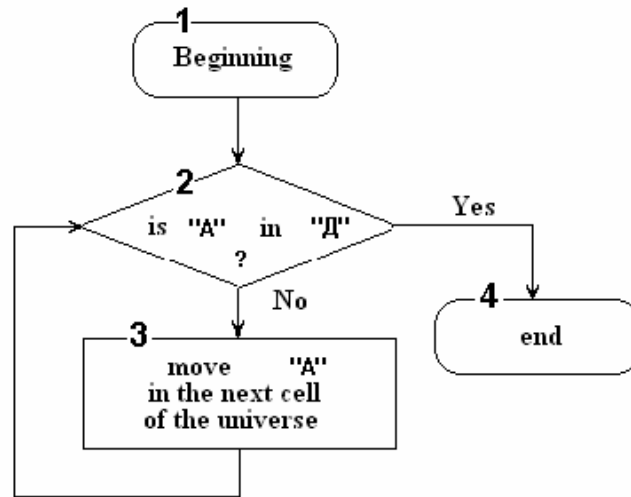 1
Beginning
2
is "А" in "Д"
?
Yes
No
3
move "А"
in the next cell
of the universe
4
end